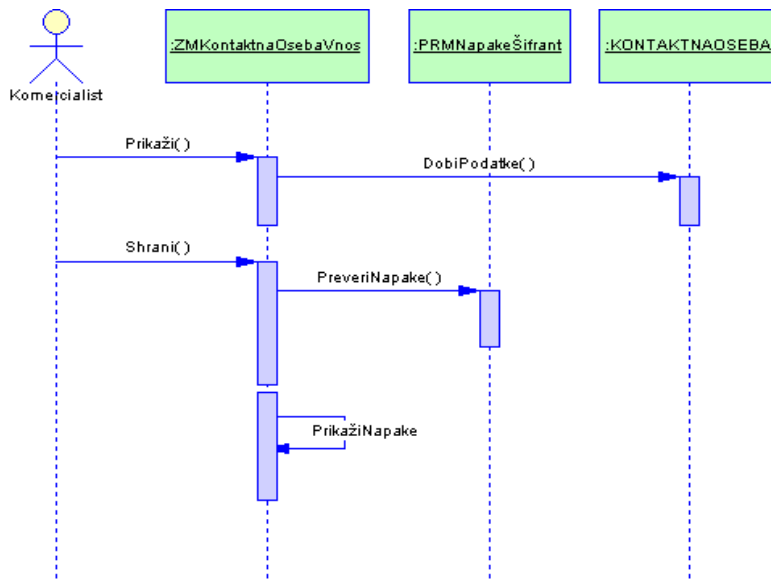 :ZMKontaktnaOsebaVnos
:PRMNapakeŠifrant
:KONTAKTNAOSEBA
Komercialist
Prikaži()
DobiPodatke()
Shrani()
PreveriNapake()
PrikažiNapake